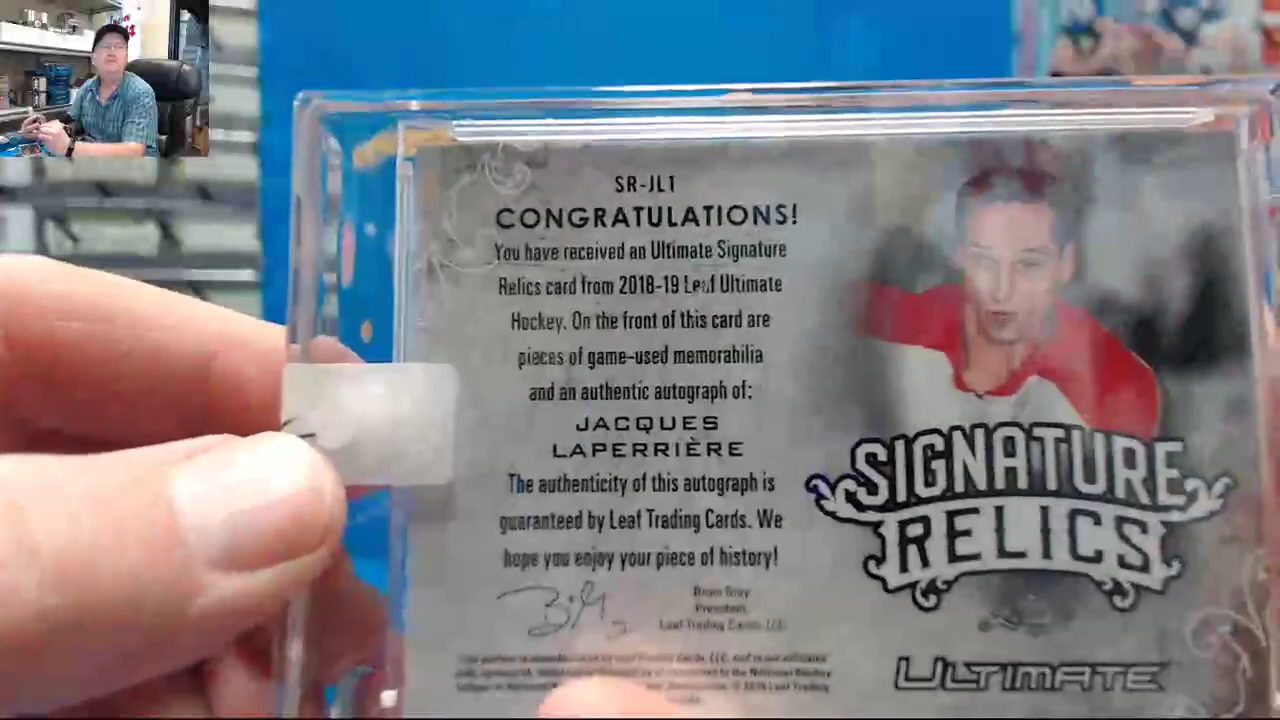 SR-JL1
CONGRATULATIONS!
You have received an Ultimate Signature
Relics card from 2018-19 Leaf Ultimate
Hockey. On the front of this card are
pieces of game-used memorabilia
and an authentic autograph of:
JACQUES
LAPERRIÈRE
The authenticity of this autograph is
guaranteed by Leaf Trading Cards. We
hope you enjoy your piece of history!
Brian Gray
President
Leaf Trading Cards, LLC
SIGNATURE
RELICS
ULTIMATE